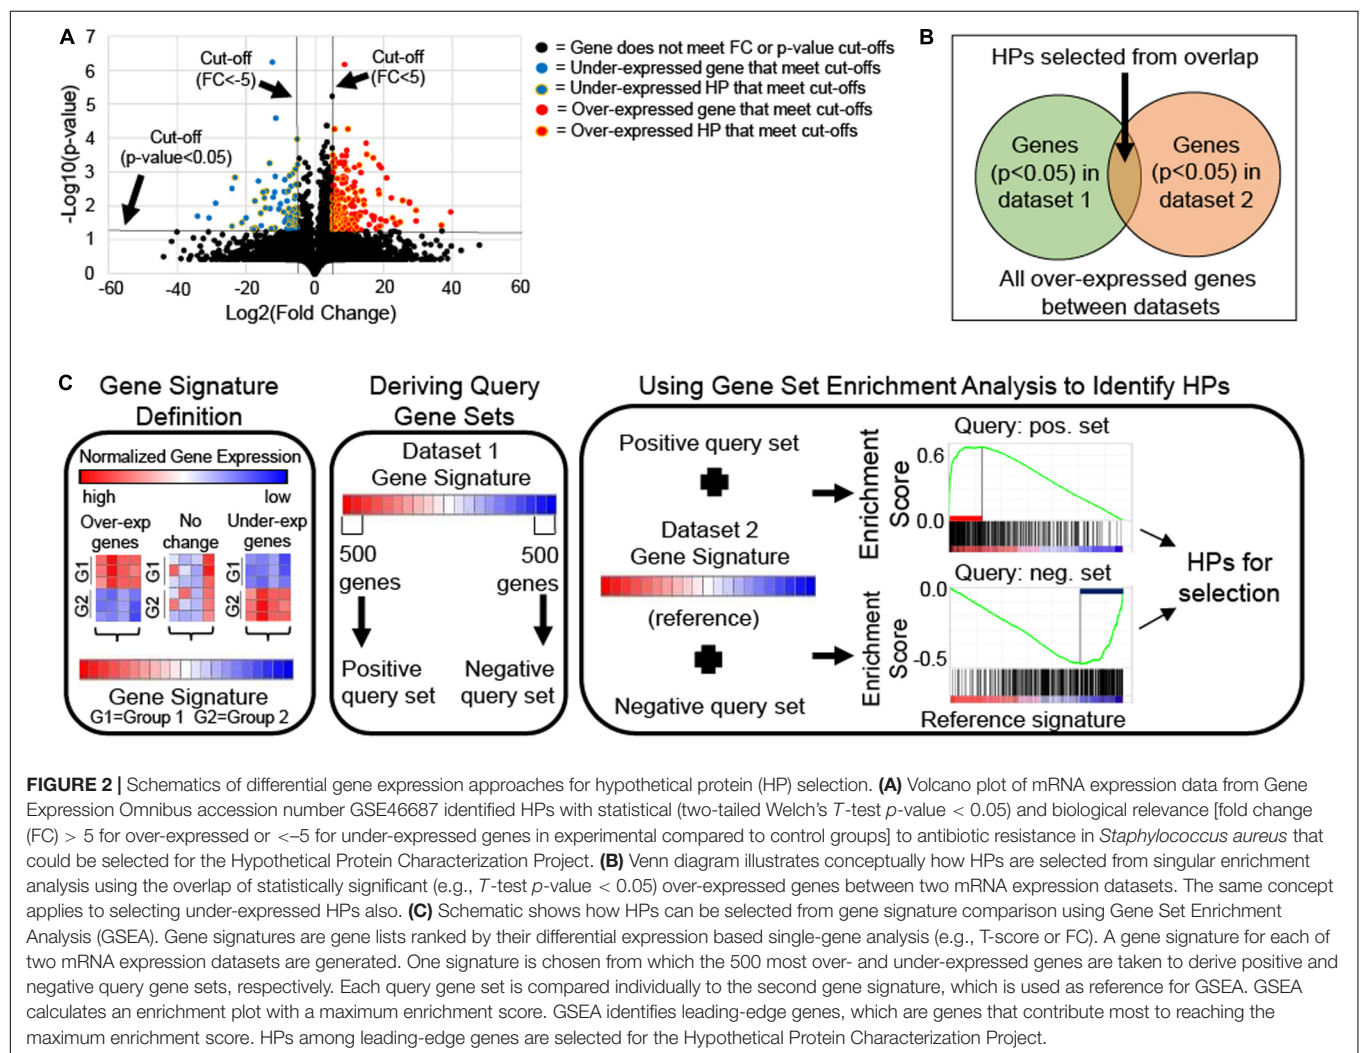 A
7
6
5
4
3
2
1
0
-Log10(p-value)
-60
-40
-20
0
20
40
60
Log2(Fold Change)
Cut-off
(FC<-5)
Cut-off
(FC<5)
Cut-off
(p-value<0.05)
= Gene does not meet FC or p-value cut-offs
= Under-expressed gene that meet cut-offs
= Under-expressed HP that meet cut-offs
= Over-expressed gene that meet cut-offs
= Over-expressed HP that meet cut-offs
B
HPs selected from overlap
Genes
(p<0.05) in
dataset 1
Genes
(p<0.05) in
dataset 2
All over-expressed genes
between datasets
C
Gene Signature
Definition
Normalized Gene Expression
high
low
Over-exp
genes
No
change
Under-exp
genes
G1
G2
G1
G2
G1
G2
Gene Signature
G1=Group 1 G2=Group 2
Deriving Query
Gene Sets
Dataset 1
Gene Signature
500
genes
500
genes
Positive
query set
Negative
query set
Using Gene Set Enrichment Analysis to Identify HPs
Positive query set
Dataset 2
Gene Signature
(reference)
Negative query set
Query: pos. set
Enrichment
Score
0.6
0.0
Query: neg. set
Enrichment
Score
0.0
-0.5
Reference signature
HPs for
selection
FIGURE 2 | Schematics of differential gene expression approaches for hypothetical protein (HP) selection. (A) Volcano plot of mRNA expression data from Gene
Expression Omnibus accession number GSE46687 identified HPs with statistical (two-tailed Welch's T-test p-value < 0.05) and biological relevance [fold change
(FC) > 5 for over-expressed or <−5 for under-expressed genes in experimental compared to control groups] to antibiotic resistance in Staphylococcus aureus that
could be selected for the Hypothetical Protein Characterization Project. (B) Venn diagram illustrates conceptually how HPs are selected from singular enrichment
analysis using the overlap of statistically significant (e.g., T-test p-value < 0.05) over-expressed genes between two mRNA expression datasets. The same concept
applies to selecting under-expressed HPs also. (C) Schematic shows how HPs can be selected from gene signature comparison using Gene Set Enrichment
Analysis (GSEA). Gene signatures are gene lists ranked by their differential expression based single-gene analysis (e.g., T-score or FC). A gene signature for each of
two mRNA expression datasets are generated. One signature is chosen from which the 500 most over- and under-expressed genes are taken to derive positive and
negative query gene sets, respectively. Each query gene set is compared individually to the second gene signature, which is used as reference for GSEA. GSEA
calculates an enrichment plot with a maximum enrichment score. GSEA identifies leading-edge genes, which are genes that contribute most to reaching the
maximum enrichment score. HPs among leading-edge genes are selected for the Hypothetical Protein Characterization Project.